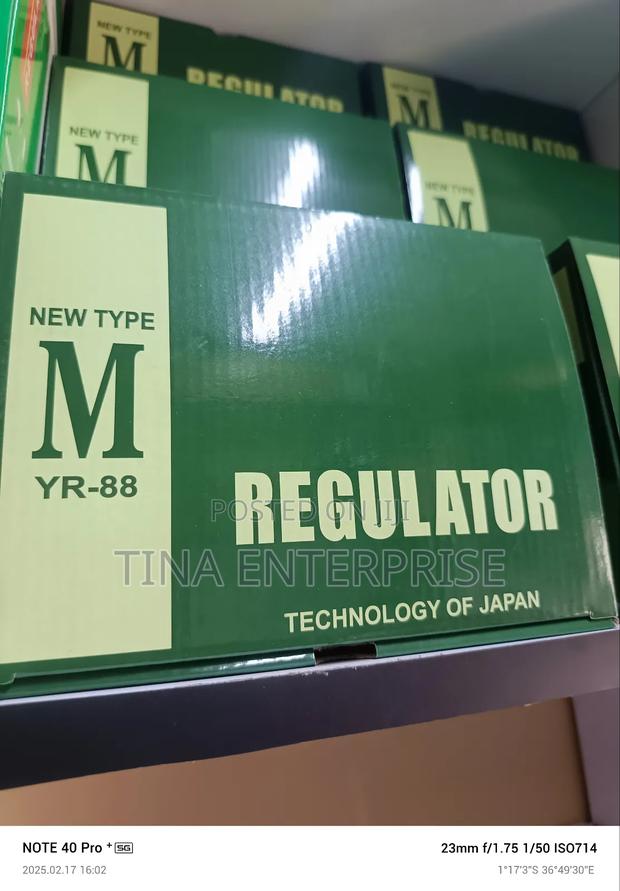 NEW TYPE
M
REGULATOR
NEW TYPE
M
REGULATOR
NEW TYPE
M
NEW TYPE
M
NEW TYPE
M
YR-88
REGULATOR
POSTED ON JIJI
TINA ENTERPRISE
TECHNOLOGY OF JAPAN
NOTE 40 Pro+ 5G
2025.02.17 16:02
23mm f/1.75 1/50 ISO714
1°17'3"S 36°49'30"E